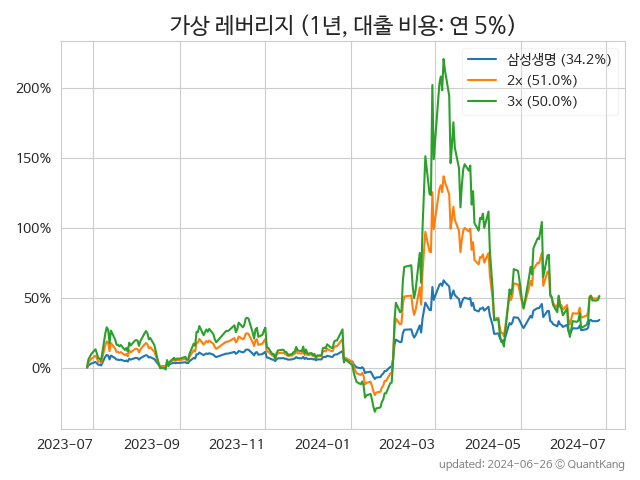 가상 레버리지 (1년, 대출 비용: 연 5%)
삼성생명 (34.2%)
2x (51.0%)
3x (50.0%)
200%
150%
100%
50%
0%
2023-07 2023-09 2023-11 2024-01 2024-03 2024-05 2024-07
updated: 2024-06-26 © QuantKang